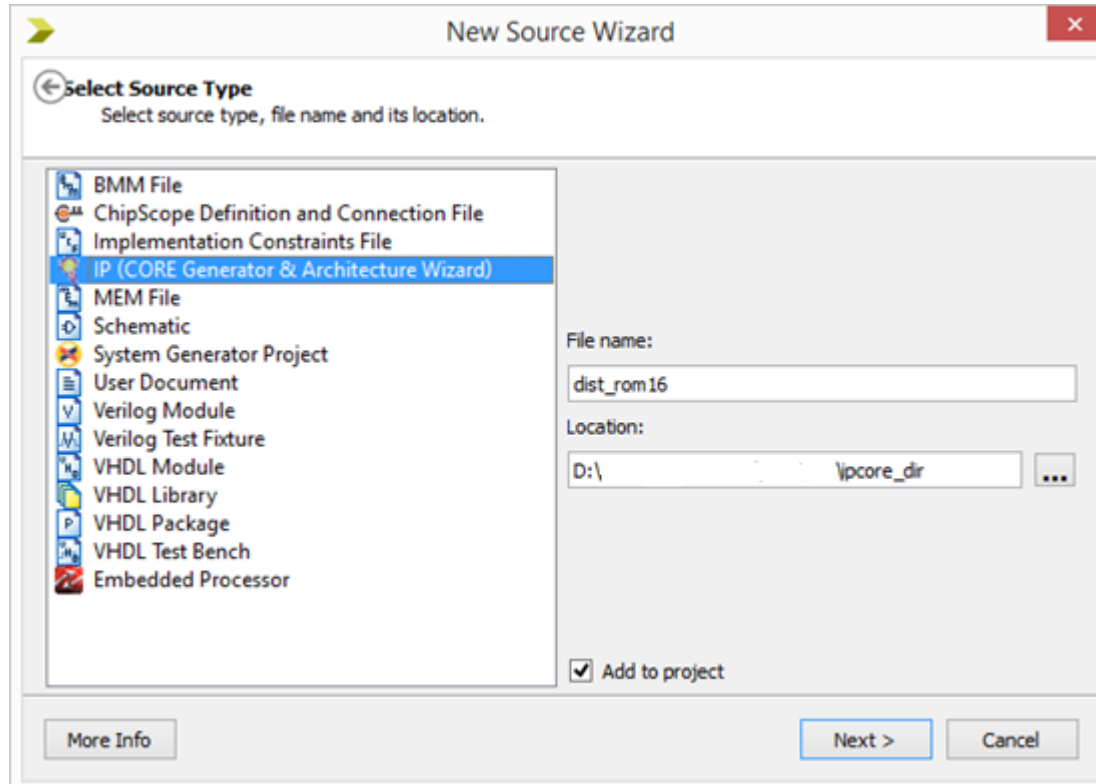 New Source Wizard
Select Source Type
Select source type, file name and its location.
BMM File
ChipScope Definition and Connection File
Implementation Constraints File
IP (CORE Generator & Architecture Wizard)
MEM File
Schematic
System Generator Project
User Document
Verilog Module
Verilog Test Fixture
VHDL Module
VHDL Library
VHDL Package
VHDL Test Bench
Embedded Processor
File name:
dist_rom16
Location:
D:\ \ipcore_dir
...
Add to project
More Info
Next >
Cancel